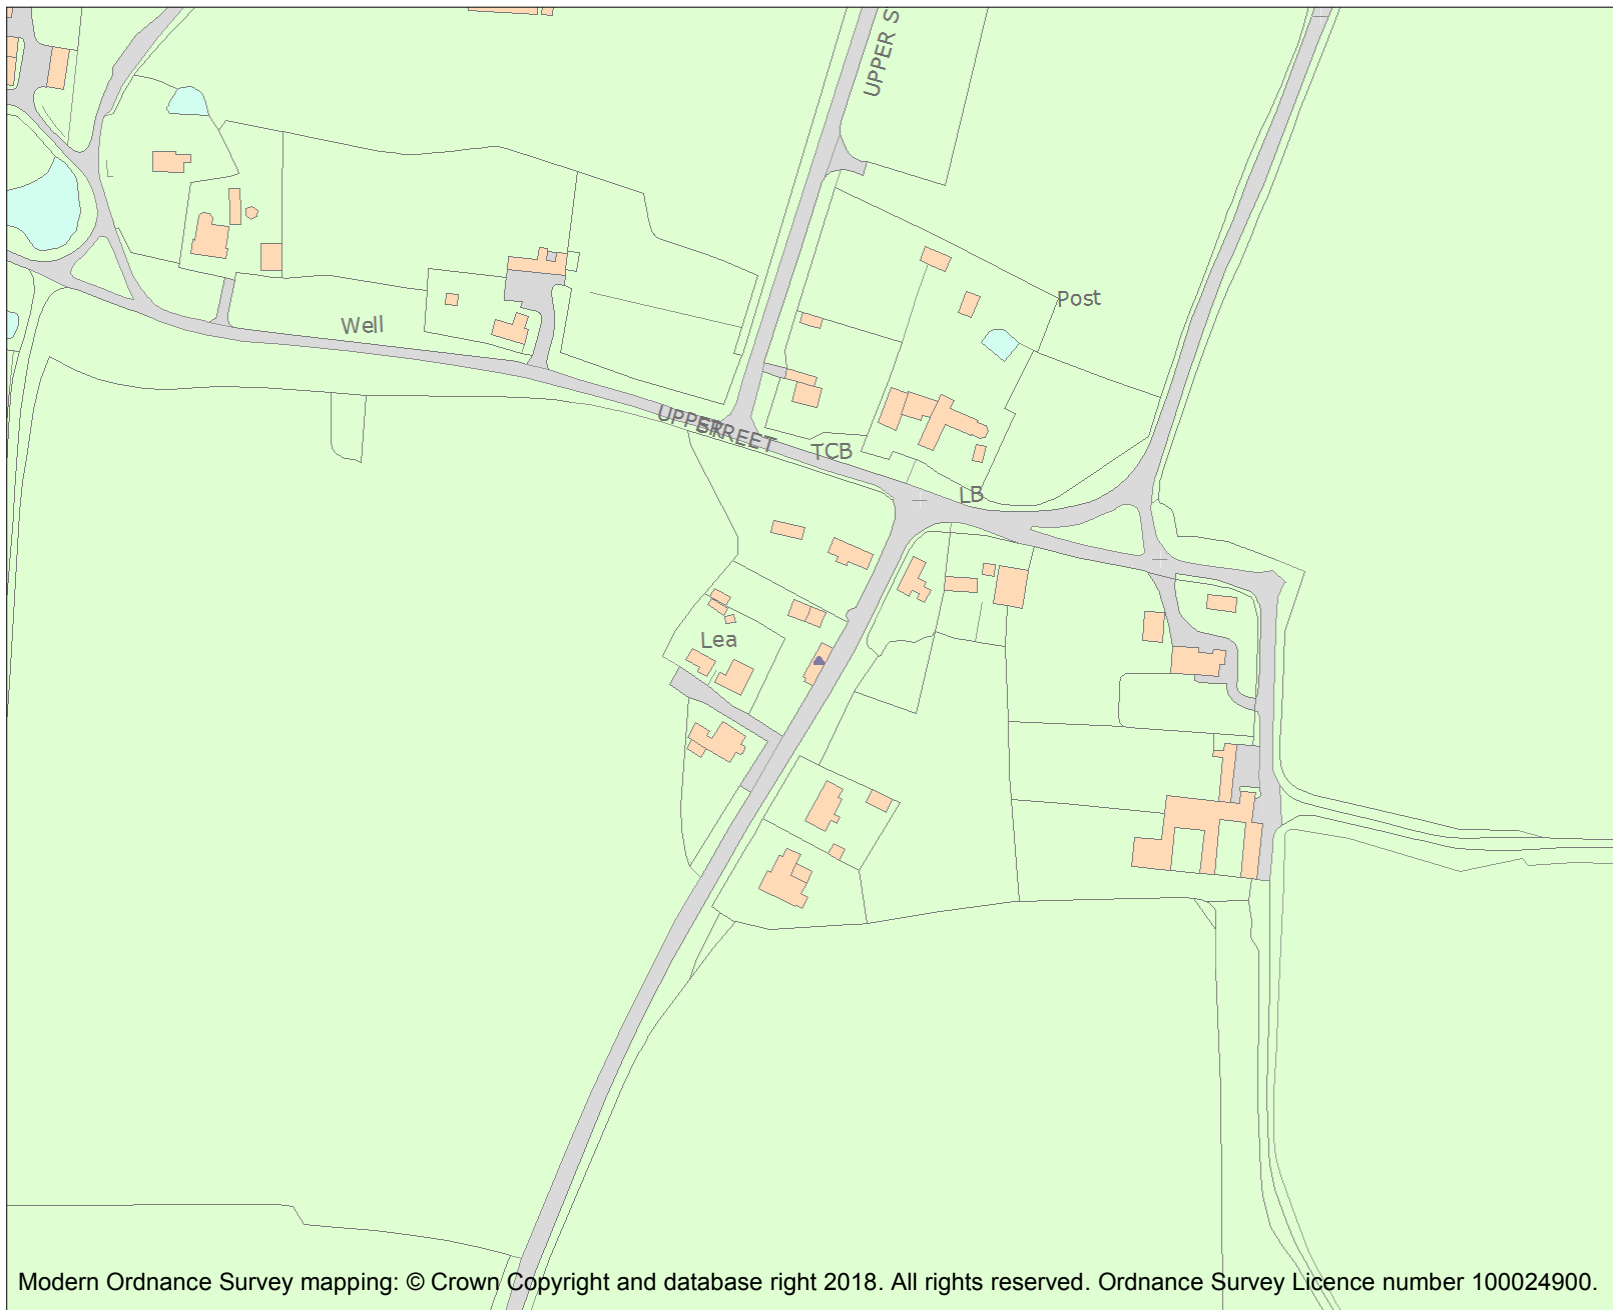 UPPER S
Post
Well
UPPER
STREET
TCB
LB
Lea
Modern Ordnance Survey mapping: © Crown Copyright and database right 2018. All rights reserved. Ordnance Survey Licence number 100024900.